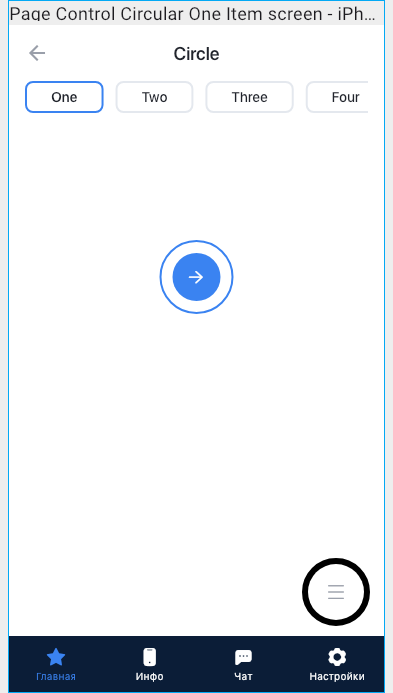 Page Control Circular One Item screen - iPh...
Circle
One Two Three Four
Главная Инфо Чат Настройки